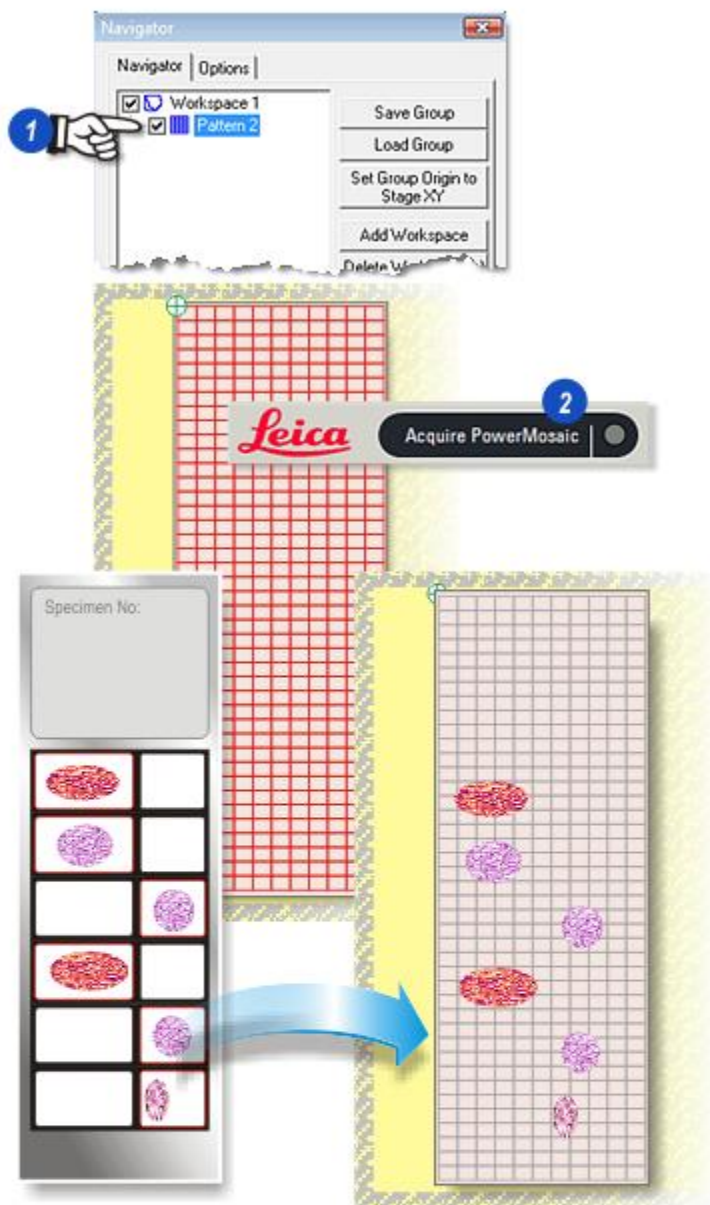 Navigator
Navigator Options
Workspace 1
Pattern 2
1
Save Group
Load Group
Set Group Origin to
Stage XY
Add Workspace
2
Leica Acquire PowerMosaic
Specimen No: